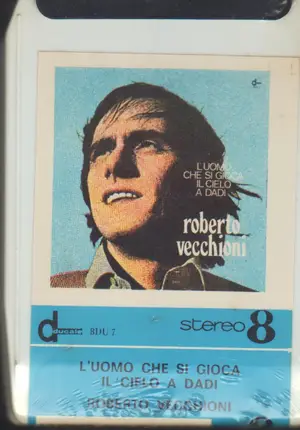 L'UOMO
CHE SI GIOCA
IL CIELO
A DADI
roberto
vecchioni
ducale 8DU 7
stereo 8
L'UOMO CHE SI GIOCA
IL CIELO A DADI
ROBERTO VECCHIONI